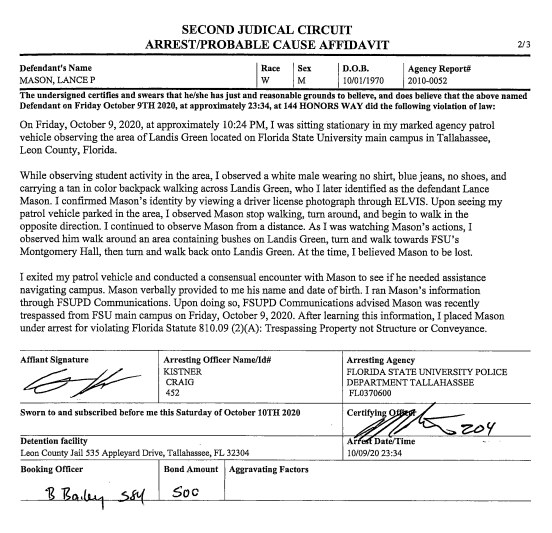 SECOND JUDICIAL CIRCUIT
ARREST/PROBABLE CAUSE AFFIDAVIT
2/3
Defendant's Name Race Sex D.O.B. Agency Report#
MASON, LANCE P W M 10/01/1970 2010-0052
The undersigned certifies and swears that he/she has just and reasonable grounds to believe, and does believe that the above named
Defendant on Friday October 9TH 2020, at approximately 23:34, at 144 HONORS WAY did the following violation of law:
On Friday, October 9, 2020, at approximately 10:24 PM, I was sitting stationary in my marked agency patrol
vehicle observing the area of Landis Green located on Florida State University main campus in Tallahassee,
Leon County, Florida.
While observing student activity in the area, I observed a white male wearing no shirt, blue jeans, no shoes, and
carrying a tan in color backpack walking across Landis Green, who I later identified as the defendant Lance
Mason. I confirmed Mason's identity by viewing a driver license photograph through ELVIS. Upon seeing my
patrol vehicle parked in the area, I observed Mason stop walking, turn around, and begin to walk in the
opposite direction. I continued to observe Mason from a distance. As I was watching Mason's actions, I
observed him walk around an area containing bushes on Landis Green, turn and walk towards FSU's
Montgomery Hall, then turn and walk back onto Landis Green. At the time, I believed Mason to be lost.
I exited my patrol vehicle and conducted a consensual encounter with Mason to see if he needed assistance
navigating campus. Mason verbally provided to me his name and date of birth. I ran Mason's information
through FSUPD Communications. Upon doing so, FSUPD Communications advised Mason was recently
trespassed from FSU main campus on Friday, October 9, 2020. After learning this information, I placed Mason
under arrest for violating Florida Statute 810.09 (2)(A): Trespassing Property not Structure or Conveyance.
Affiant Signature Arresting Officer Name/Id# Arresting Agency
KISTNER FLORIDA STATE UNIVERSITY POLICE
CRAIG DEPARTMENT TALLAHASSEE
452 FL0370600
Sworn to and subscribed before me this Saturday of October 10TH 2020 Certifying Officer
204
Detention facility Arrest Date/Time
Leon County Jail 535 Appleyard Drive, Tallahassee, FL 32304 10/09/20 23:34
Booking Officer Bond Amount Aggravating Factors
B Bailey 584 500